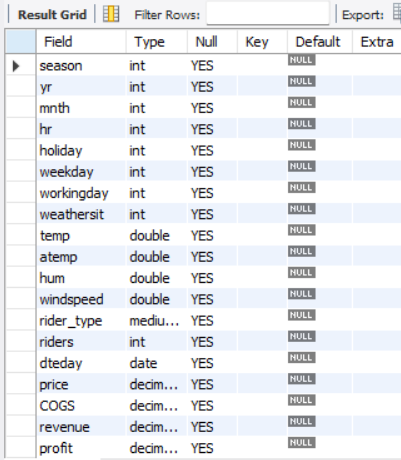 Result Grid Filter Rows: Export:
Field Type Null Key Default Extra
season int YES NULL
yr int YES NULL
mnth int YES NULL
hr int YES NULL
holiday int YES NULL
weekday int YES NULL
workingday int YES NULL
weathersit int YES NULL
temp double YES NULL
atemp double YES NULL
hum double YES NULL
windspeed double YES NULL
rider_type mediu... YES NULL
riders int YES NULL
dteday date YES NULL
price decim... YES NULL
COGS decim... YES NULL
revenue decim... YES NULL
profit decim... YES NULL